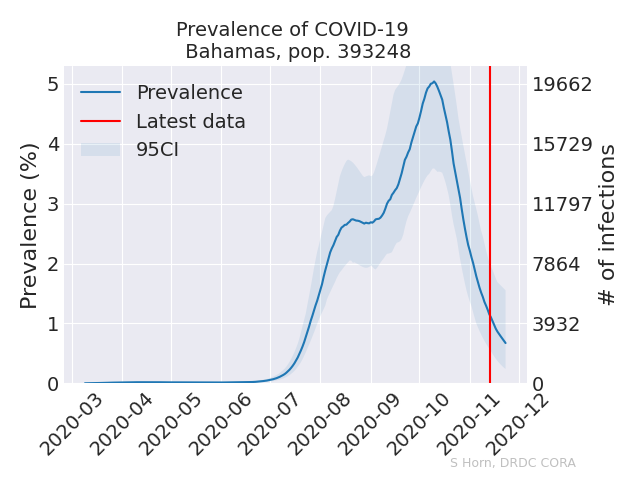 Prevalence of COVID-19
Bahamas, pop. 393248
Prevalence
Latest data
95CI
Prevalence (%)
5
4
3
2
1
0
19662
15729
11797
7864
3932
0
# of infections
2020-03
2020-04
2020-05
2020-06
2020-07
2020-08
2020-09
2020-10
2020-11
2020-12
S Horn, DRDC CORA